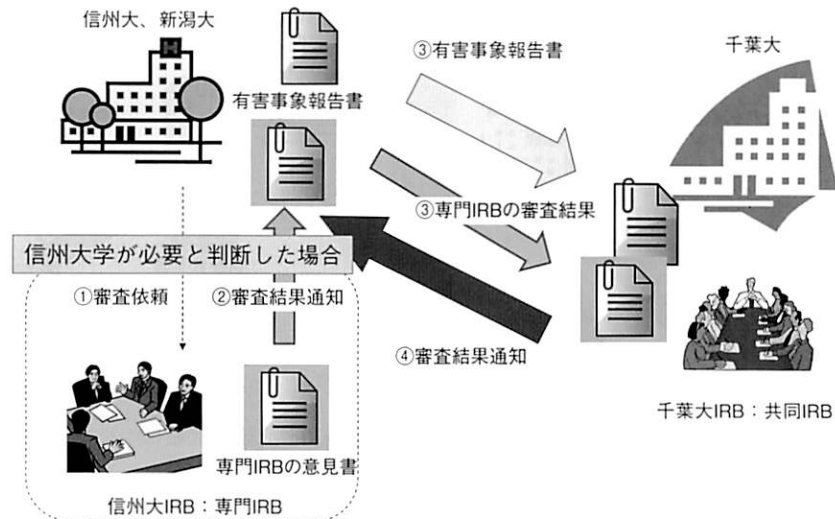 信州大、新潟大
H
有害事象報告書
③有害事象報告書
千葉大
③専門IRBの審査結果
信州大学が必要と判断した場合
①審査依頼
②審査結果通知
④審査結果通知
専門IRBの意見書
信州大IRB：専門IRB
千葉大IRB：共同IRB